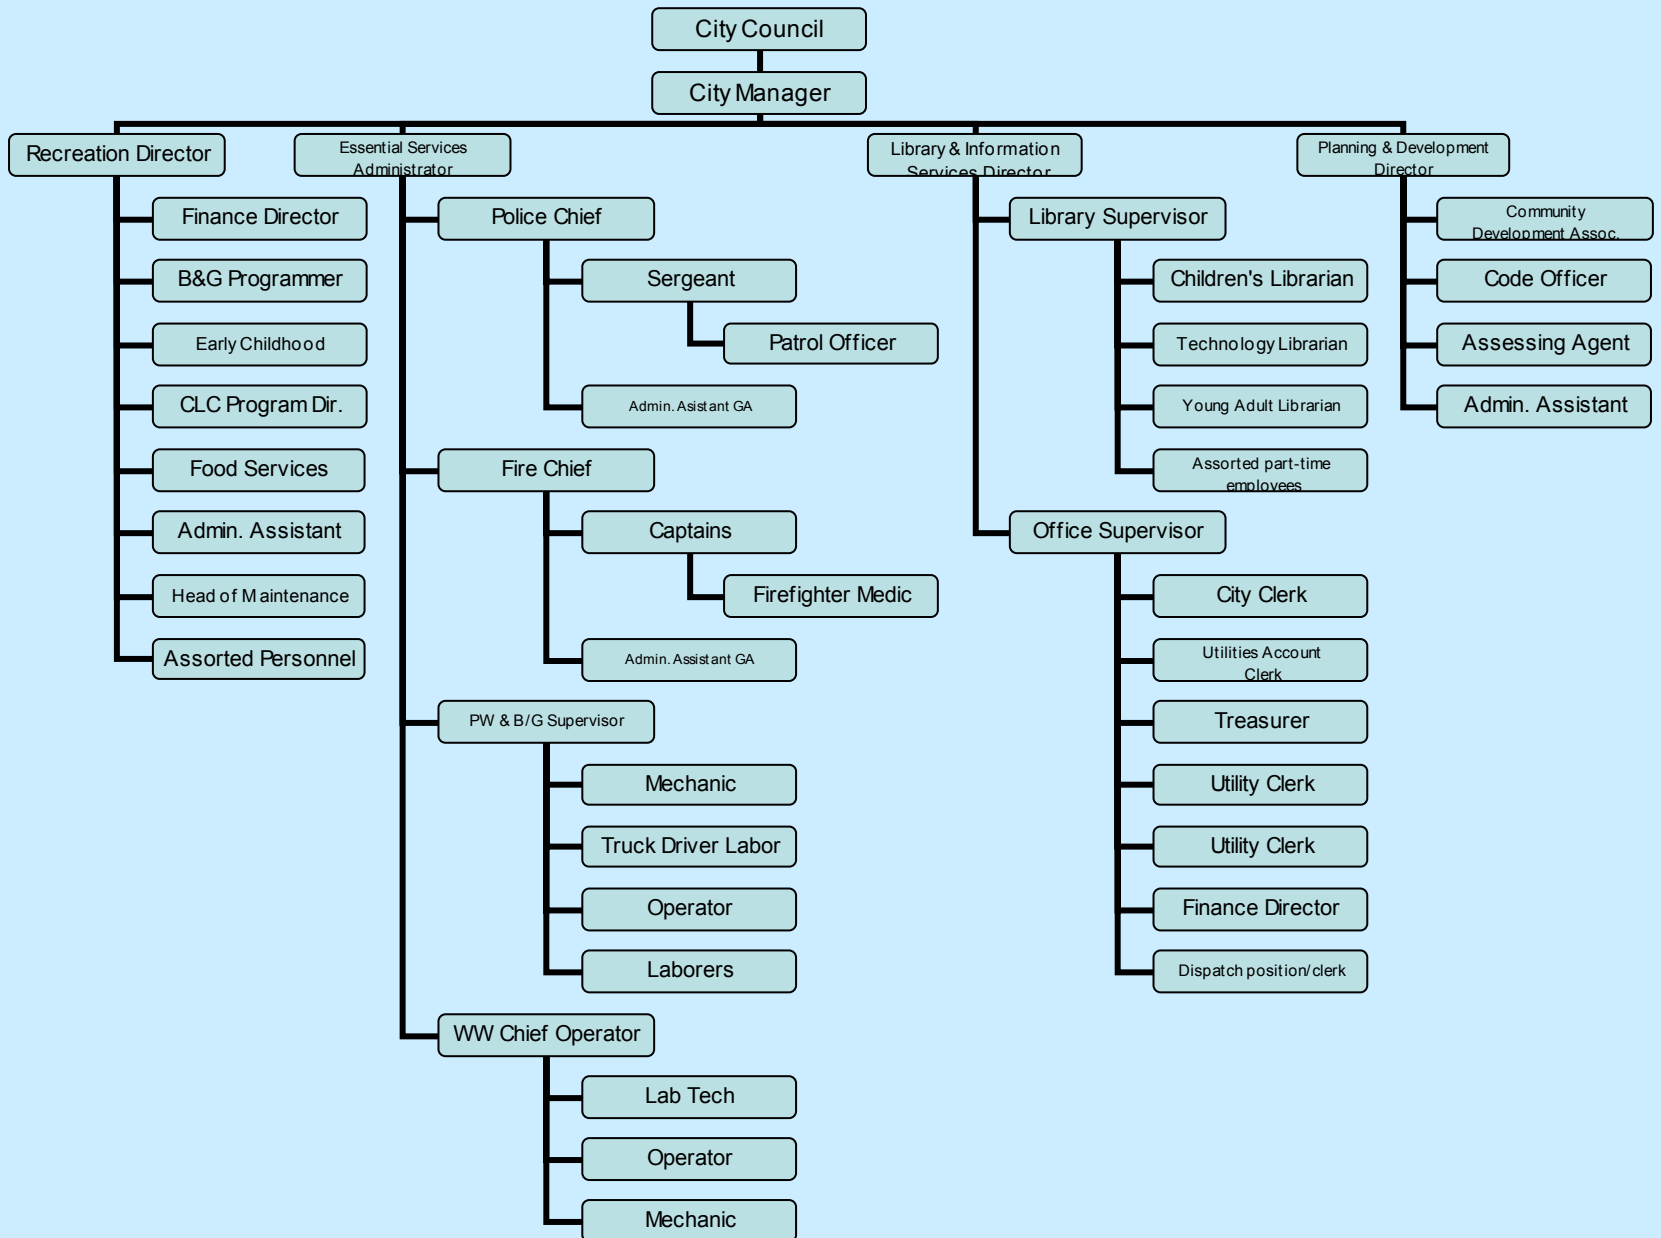 City Council
City Manager
Recreation Director
Essential Services
Administrator
Library & Information
Services Director
Planning & Development
Director
Finance Director
B&G Programmer
Early Childhood
CLC Program Dir.
Food Services
Admin. Assistant
Head of Maintenance
Assorted Personnel
Police Chief
Sergeant
Patrol Officer
Admin. Asistant GA
Fire Chief
Captains
Firefighter Medic
Admin. Assistant GA
PW & B/G Supervisor
Mechanic
Truck Driver Labor
Operator
Laborers
WW Chief Operator
Lab Tech
Operator
Mechanic
Library Supervisor
Children's Librarian
Technology Librarian
Young Adult Librarian
Assorted part-time
employees
Office Supervisor
City Clerk
Utilities Account
Clerk
Treasurer
Utility Clerk
Utility Clerk
Finance Director
Dispatch position/clerk
Community
Development Assoc.
Code Officer
Assessing Agent
Admin. Assistant